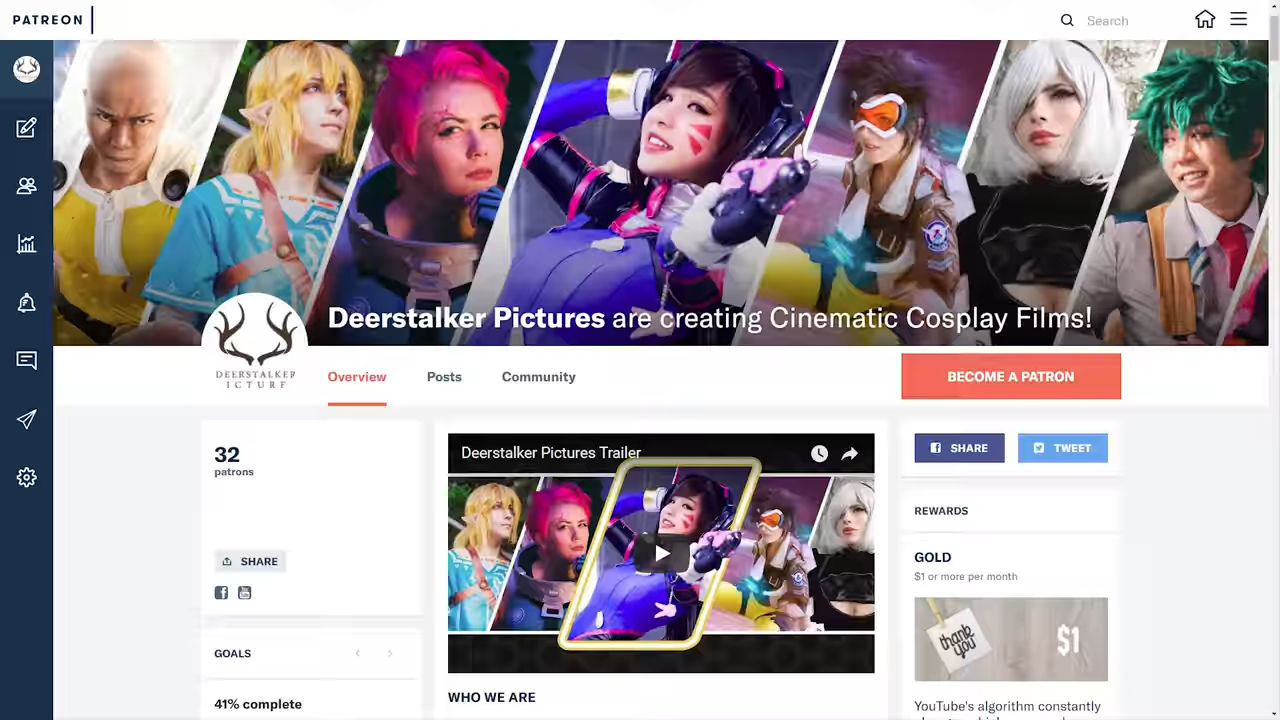 PATREON
Search
Deerstalker Pictures are creating Cinematic Cosplay Films!
DEERSTALKER
ICTURE
Overview
Posts
Community
BECOME A PATRON
32
patrons
SHARE
GOALS
41% complete
Deerstalker Pictures Trailer
WHO WE ARE
SHARE
TWEET
REWARDS
GOLD
$1 or more per month
thank
you
$1
YouTube's algorithm constantly